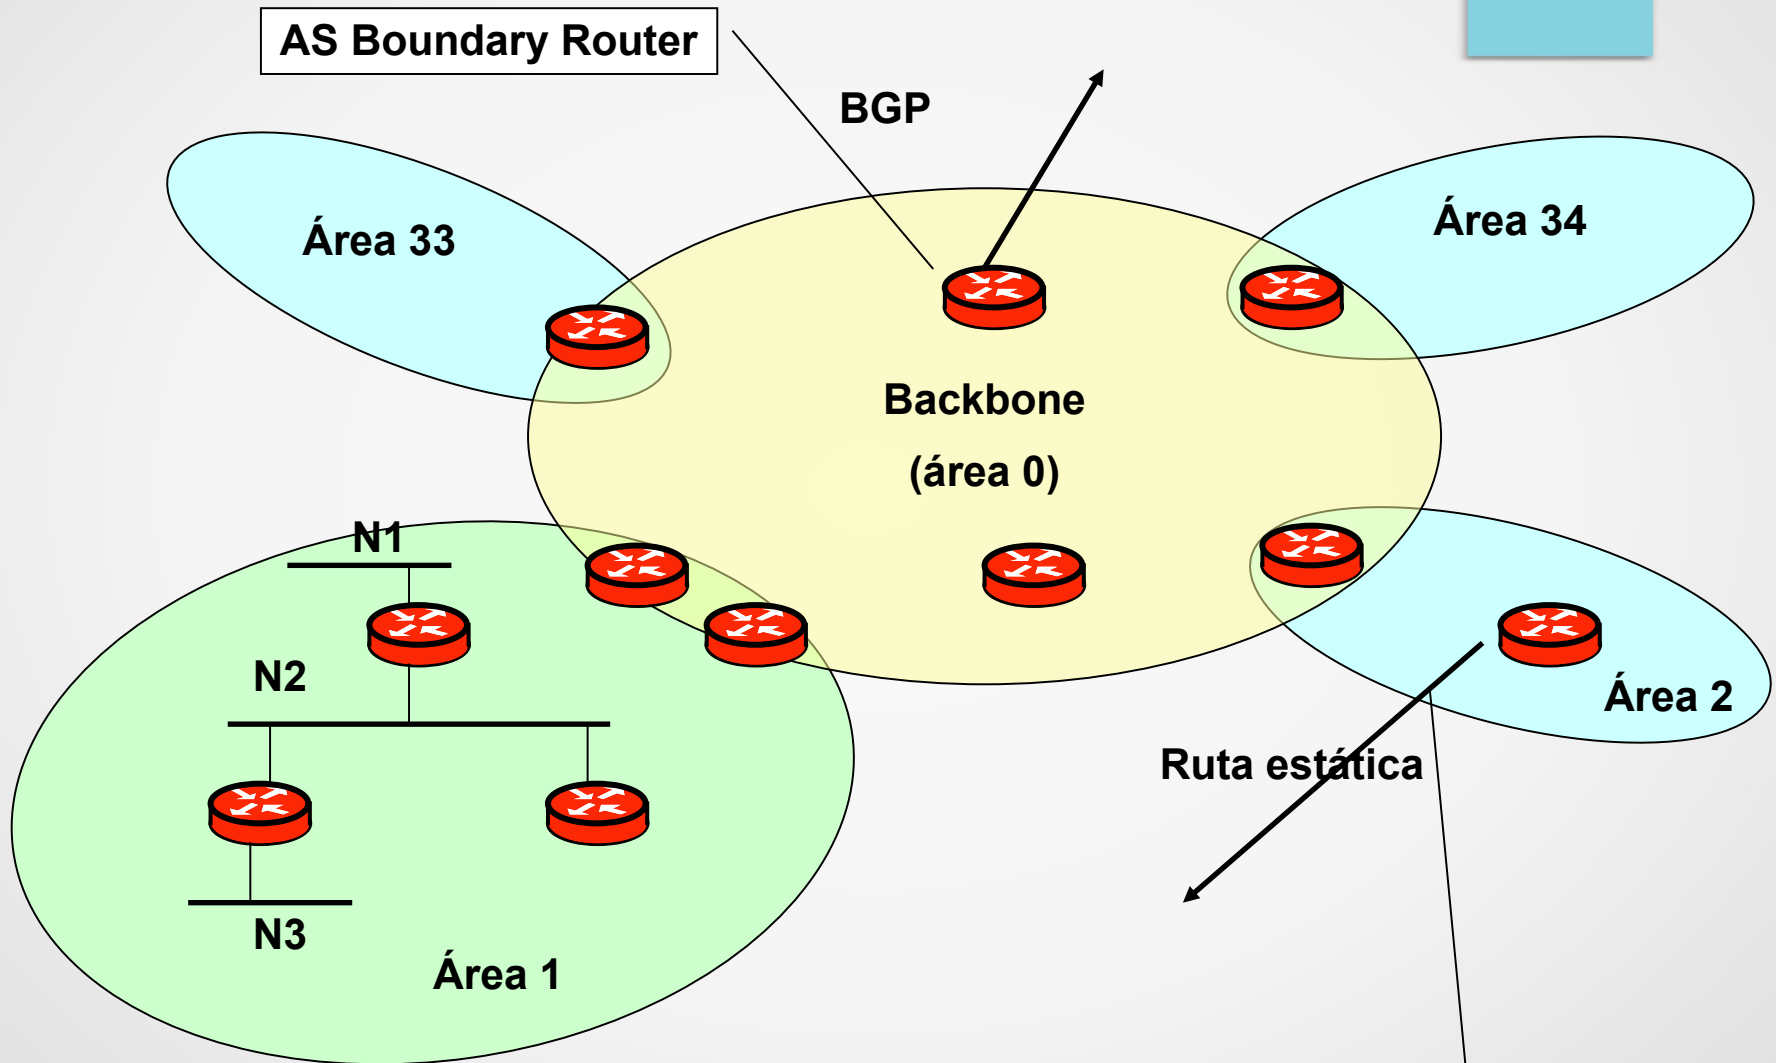 AS Boundary Router
BGP
Área 33
Área 34
Backbone
(área 0)
N1
N2
Área 2
Ruta estática
N3
Área 1